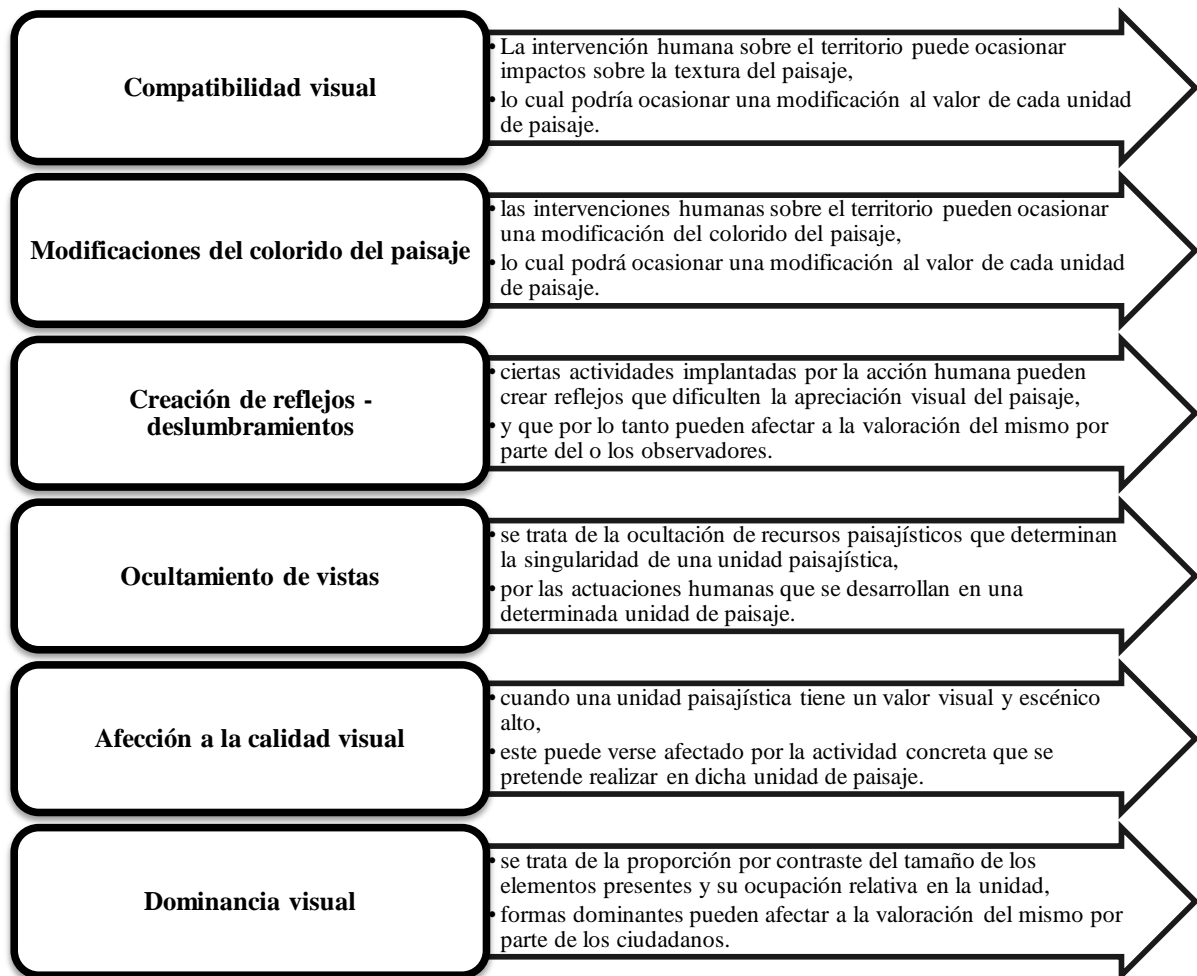 Compatibilidad visual
• La intervención humana sobre el territorio puede ocasionar
impactos sobre la textura del paisaje,
• lo cual podría ocasionar una modificación al valor de cada unidad
de paisaje.
Modificaciones del colorido del paisaje
• las intervenciones humanas sobre el territorio pueden ocasionar
una modificación del colorido del paisaje,
• lo cual podrá ocasionar una modificación al valor de cada unidad
de paisaje.
Creación de reflejos -
deslumbramientos
• ciertas actividades implantadas por la acción humana pueden
crear reflejos que dificulten la apreciación visual del paisaje,
• y que por lo tanto pueden afectar a la valoración del mismo por
parte del o los observadores.
Ocultamiento de vistas
• se trata de la ocultación de recursos paisajísticos que determinan
la singularidad de una unidad paisajística,
• por las actuaciones humanas que se desarrollan en una
determinada unidad de paisaje.
Afección a la calidad visual
• cuando una unidad paisajística tiene un valor visual y escénico
alto,
• este puede verse afectado por la actividad concreta que se
pretende realizar en dicha unidad de paisaje.
Dominancia visual
• se trata de la proporción por contraste del tamaño de los
elementos presentes y su ocupación relativa en la unidad,
• formas dominantes pueden afectar a la valoración del mismo por
parte de los ciudadanos.